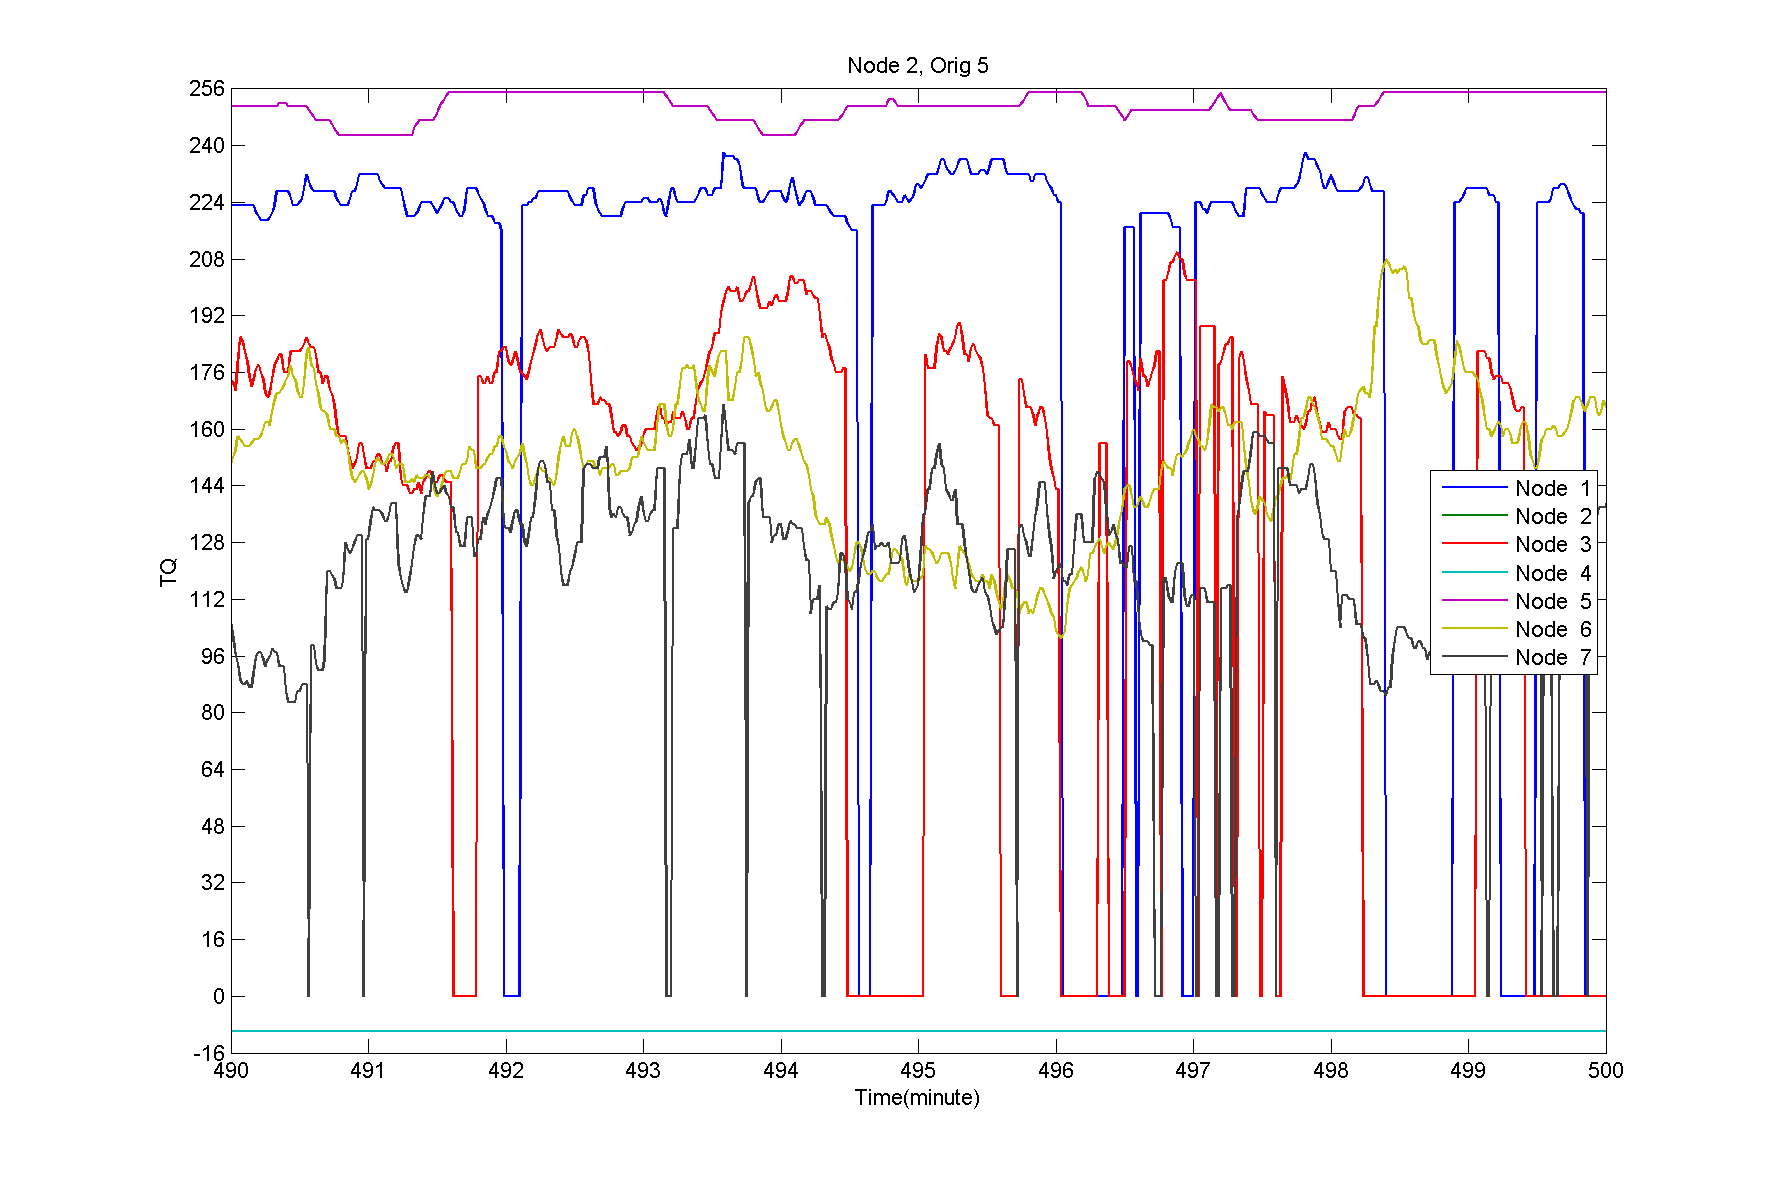 Node 2, Orig 5
256
240
224
208
192
176
160
144
128
112
96
80
64
48
32
16
0
-16
TQ
Node 1
Node 2
Node 3
Node 4
Node 5
Node 6
Node 7
490 491 492 493 494 495 496 497 498 499 500
Time(minute)